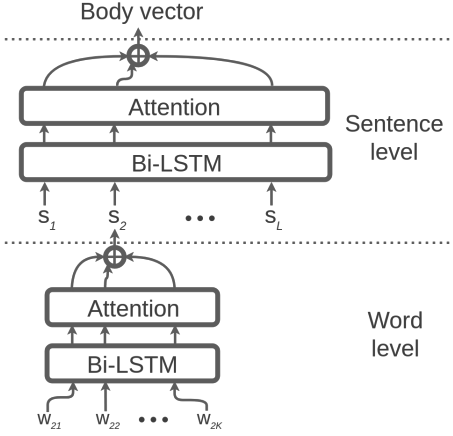 Body vector
Attention
Sentence
level
Bi-LSTM
s1 s2 ... sL
Attention
Word
level
Bi-LSTM
w21 w22 ... w2K